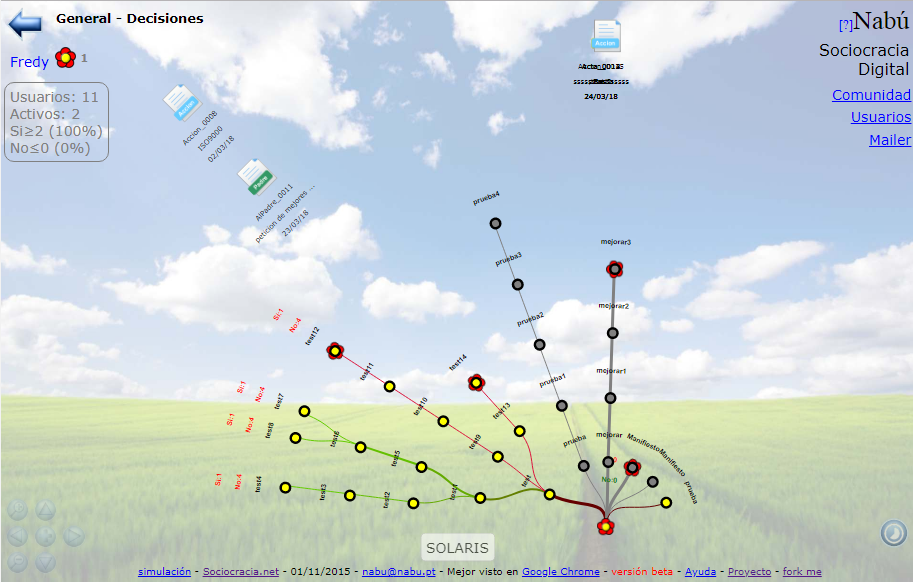 General - Decisiones
[?]Nabú
Sociocracia
Digital
Fredy 1
Comunidad
Usuarios
Mailer
Usuarios: 11
Activos: 2
Si≥2 (100%)
No≤0 (0%)
Accion
24/03/18
Accion
Accion_0008
ISO9000
02/03/18
Padre
AlPadre_0011
peticion de mejores ...
23/03/18
prueba4
prueba3
prueba2
prueba1
prueba
mejorar3
mejorar2
mejorar1
mejorar
Manifiesto
Manifiesto
prueba
No:0
Si:1
No:4
test12
test11
test10
test9
test14
test13
test
Si:1
No:4
test7
Si:1
No:4
test8
test6
test5
Si:1
No:4
test4
test3
test2
test1
SOLARIS
simulación - Sociocracia.net - 01/11/2015 - nabu@nabu.pt - Mejor visto en Google Chrome - versión beta - Ayuda - Proyecto - fork me